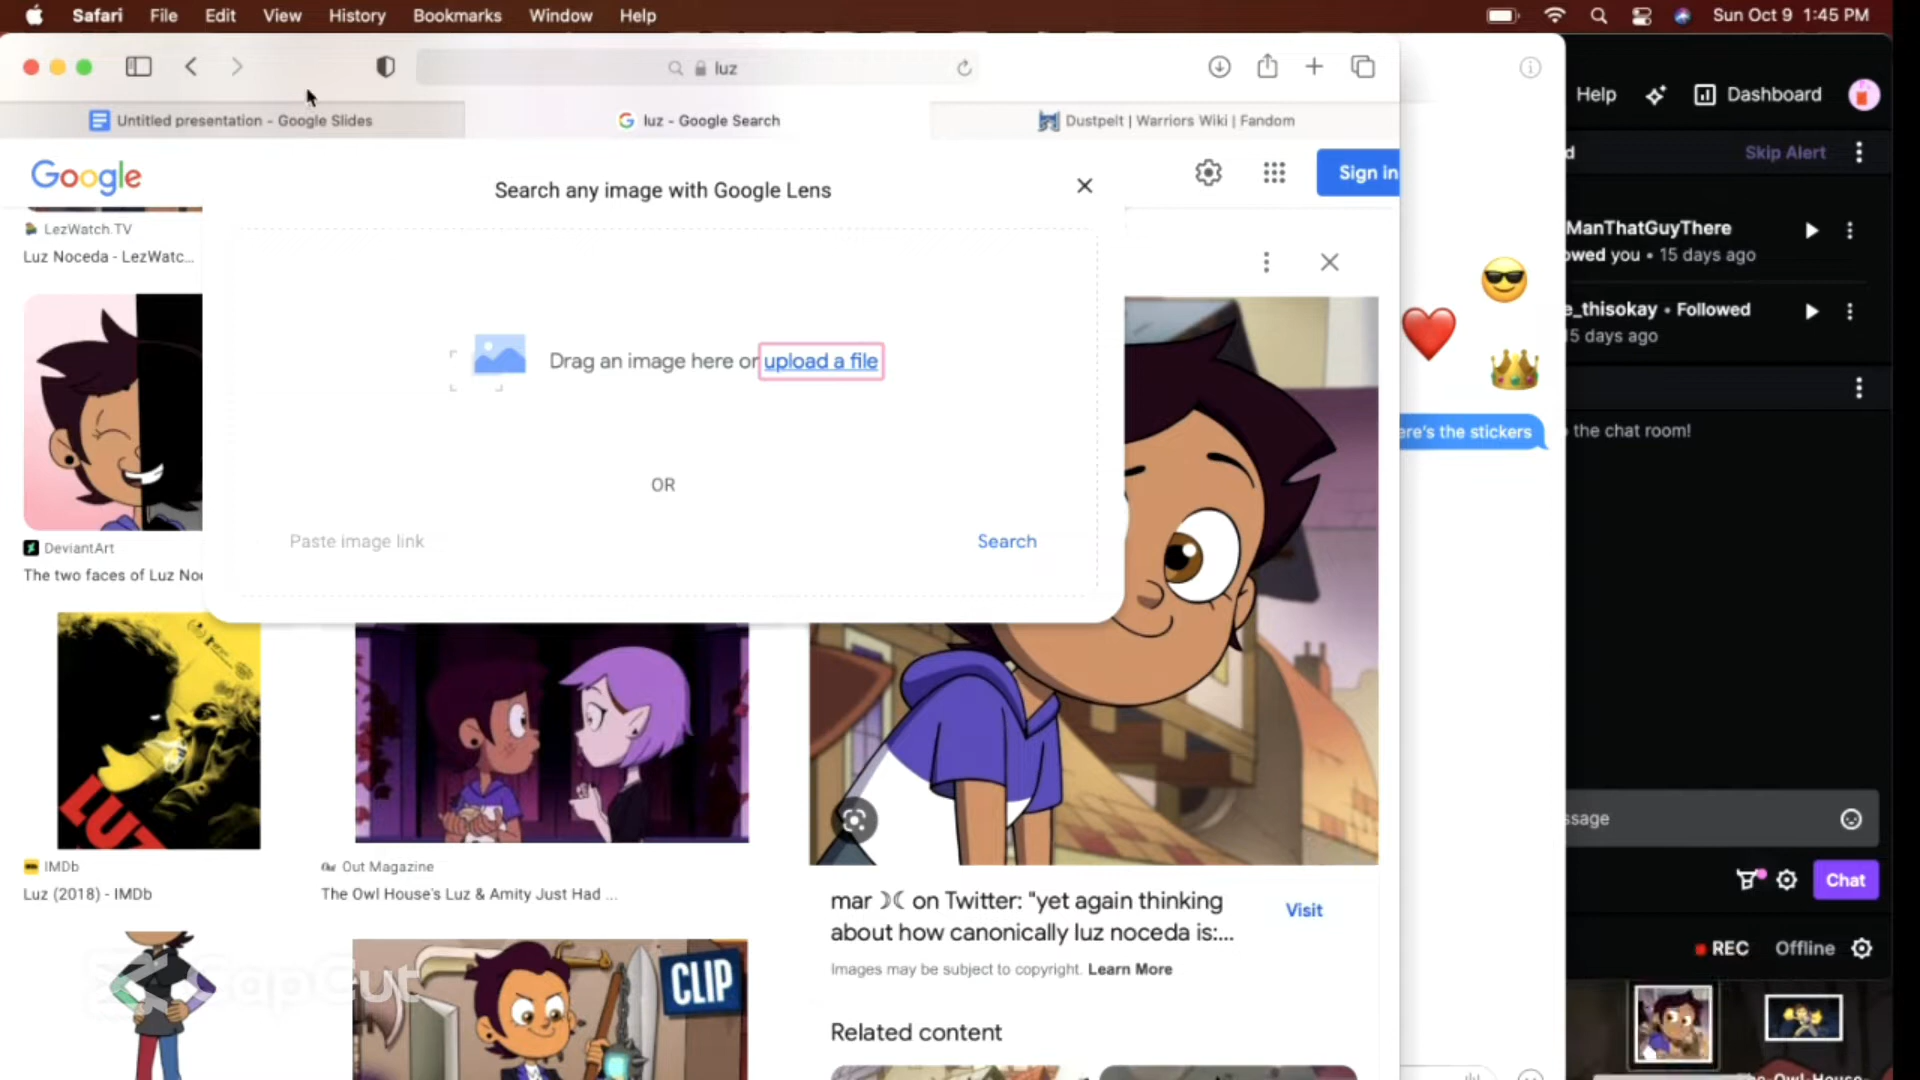 Safari File Edit View History Bookmarks Window Help
Sun Oct 9 1:45 PM
luz
Untitled presentation - Google Slides
luz - Google Search
Dustpelt | Warriors Wiki | Fandom
Help
Dashboard
Google
Search any image with Google Lens
Sign in
Skip Alert
LezWatch.TV
Luz Noceda - LezWatc...
ManThatGuyThere
owed you • 15 days ago
e_thisokay • Followed
15 days ago
Drag an image here or upload a file
ere's the stickers
the chat room!
OR
Paste image link
Search
DeviantArt
The two faces of Luz No
LUZ
IMDb
Luz (2018) - IMDb
Out Magazine
The Owl House's Luz & Amity Just Had ...
mar ☽☾ on Twitter: "yet again thinking
about how canonically luz noceda is:...
Visit
Images may be subject to copyright. Learn More
Related content
CLIP
CapCut
ssage
Chat
REC
Offline